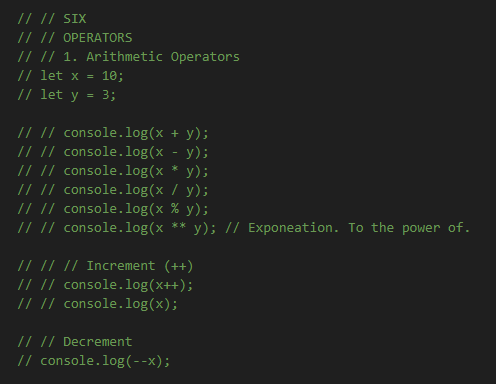 // // SIX
// // OPERATORS
// // 1. Arithmetic Operators
// let x = 10;
// let y = 3;
// // console.log(x + y);
// // console.log(x - y);
// // console.log(x * y);
// // console.log(x / y);
// // console.log(x % y);
// // console.log(x ** y); // Exponeation. To the power of.
// // // Increment (++)
// // console.log(x++);
// // console.log(x);
// // Decrement
// console.log(--x);